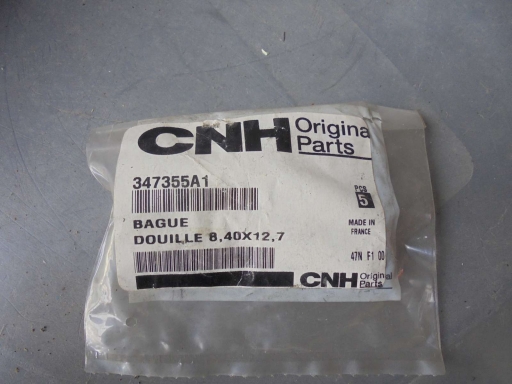 CNH Original Parts
347355A1
PCS
5
BAGUE
DOUILLE 8,40X12,7
MADE IN
FRANCE
47N F1 00
CNH Original Parts